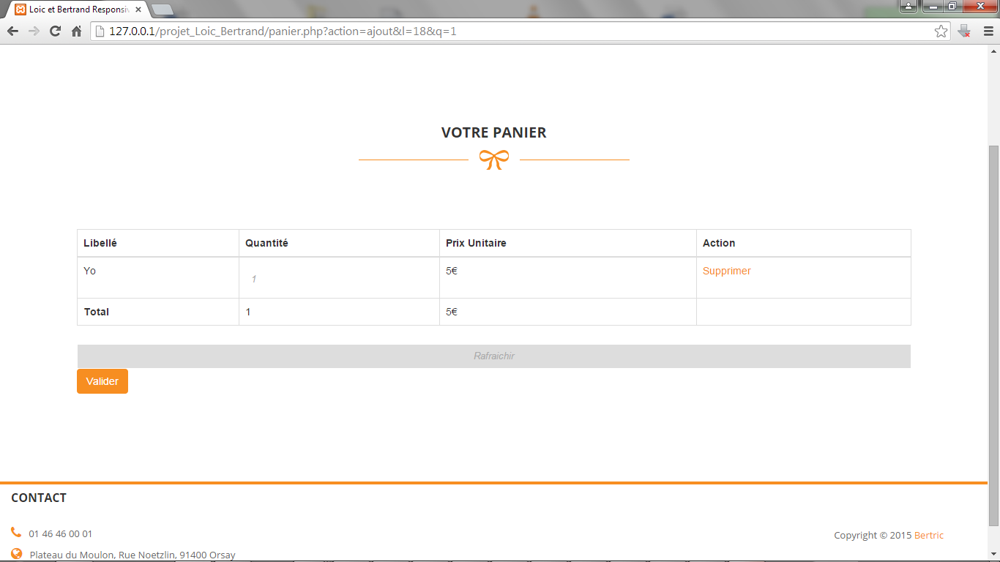 Loic et Bertrand Responsiv
127.0.0.1/projet_Loic_Bertrand/panier.php?action=ajout&l=18&q=1
VOTRE PANIER
Libellé Quantité Prix Unitaire Action
Yo 1 5€ Supprimer
Total 1 5€
Rafraichir
Valider
CONTACT
01 46 46 00 01
Copyright © 2015 Bertric
Plateau du Moulon, Rue Noetzlin, 91400 Orsay